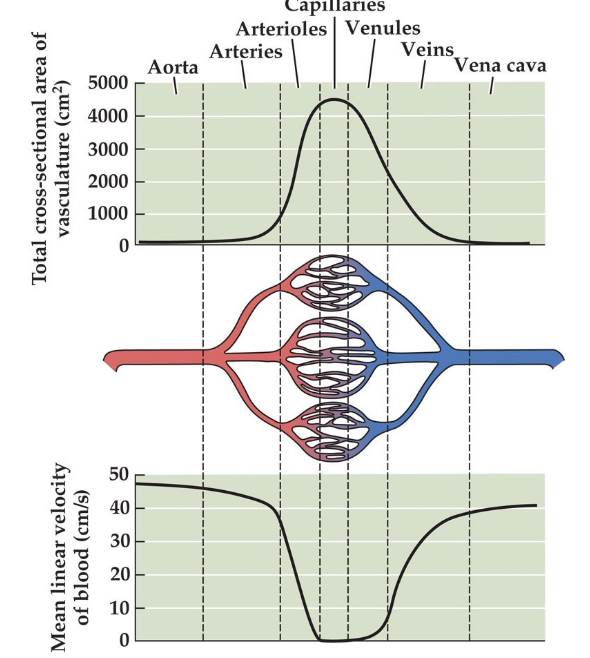 Capillaries
Arterioles
Venules
Arteries
Veins
Aorta
Vena cava
Total cross-sectional area of
vasculature (cm²)
5000
4000
3000
2000
1000
0
Mean linear velocity
of blood (cm/s)
50
40
30
20
10
0